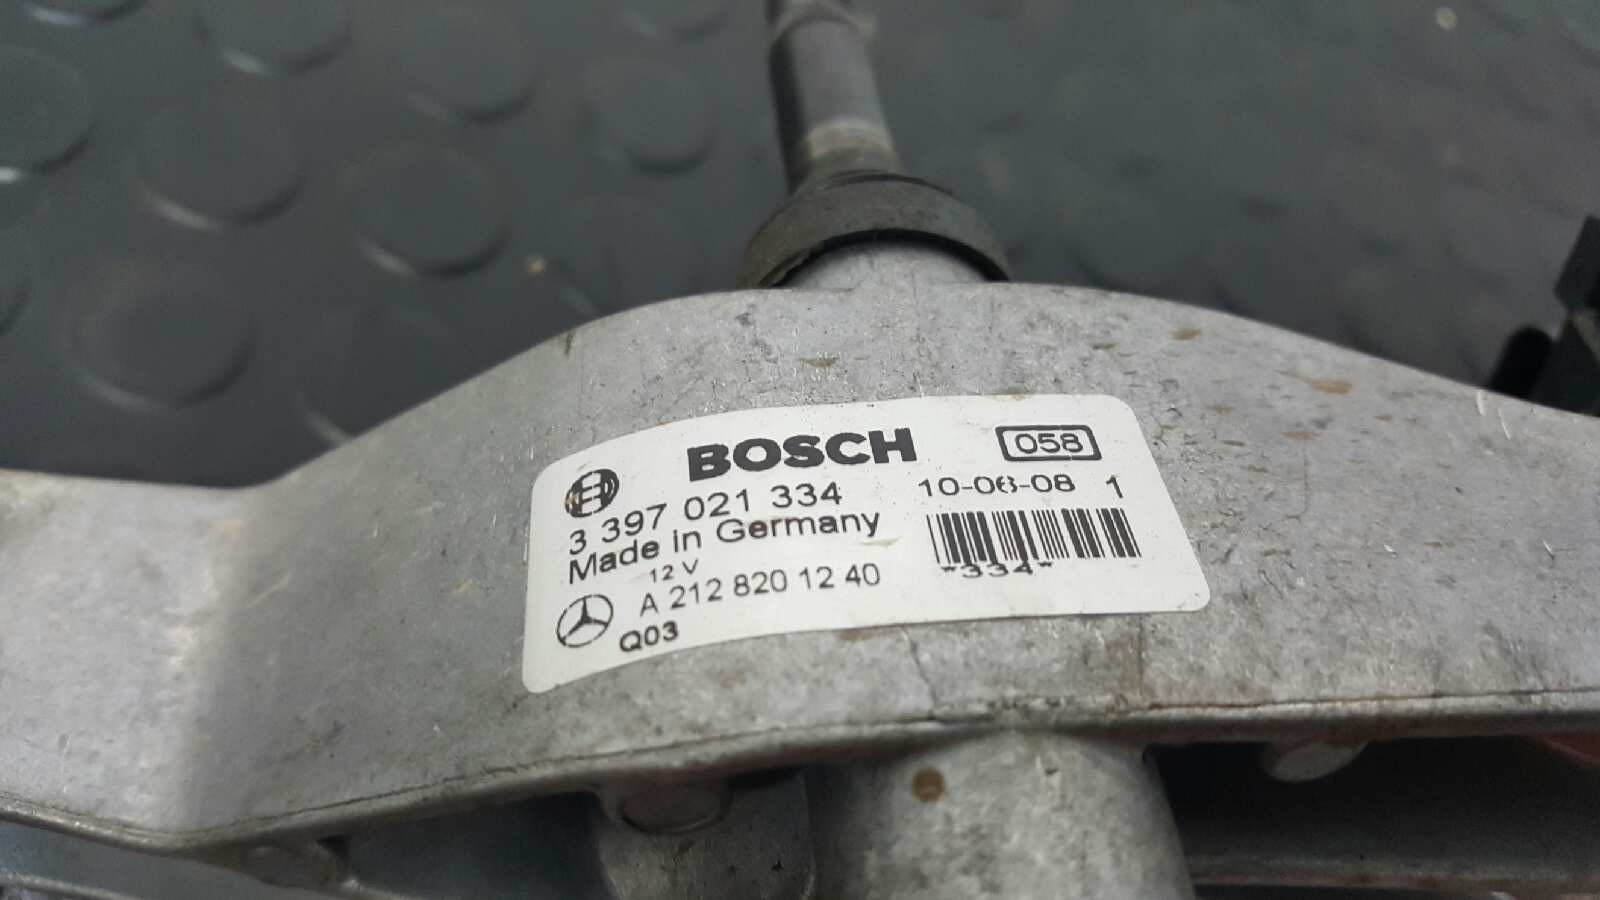 BOSCH
058
3 397 021 334
10-06-08 1
Made in Germany
12 V
"334"
A 212 820 12 40
Q03